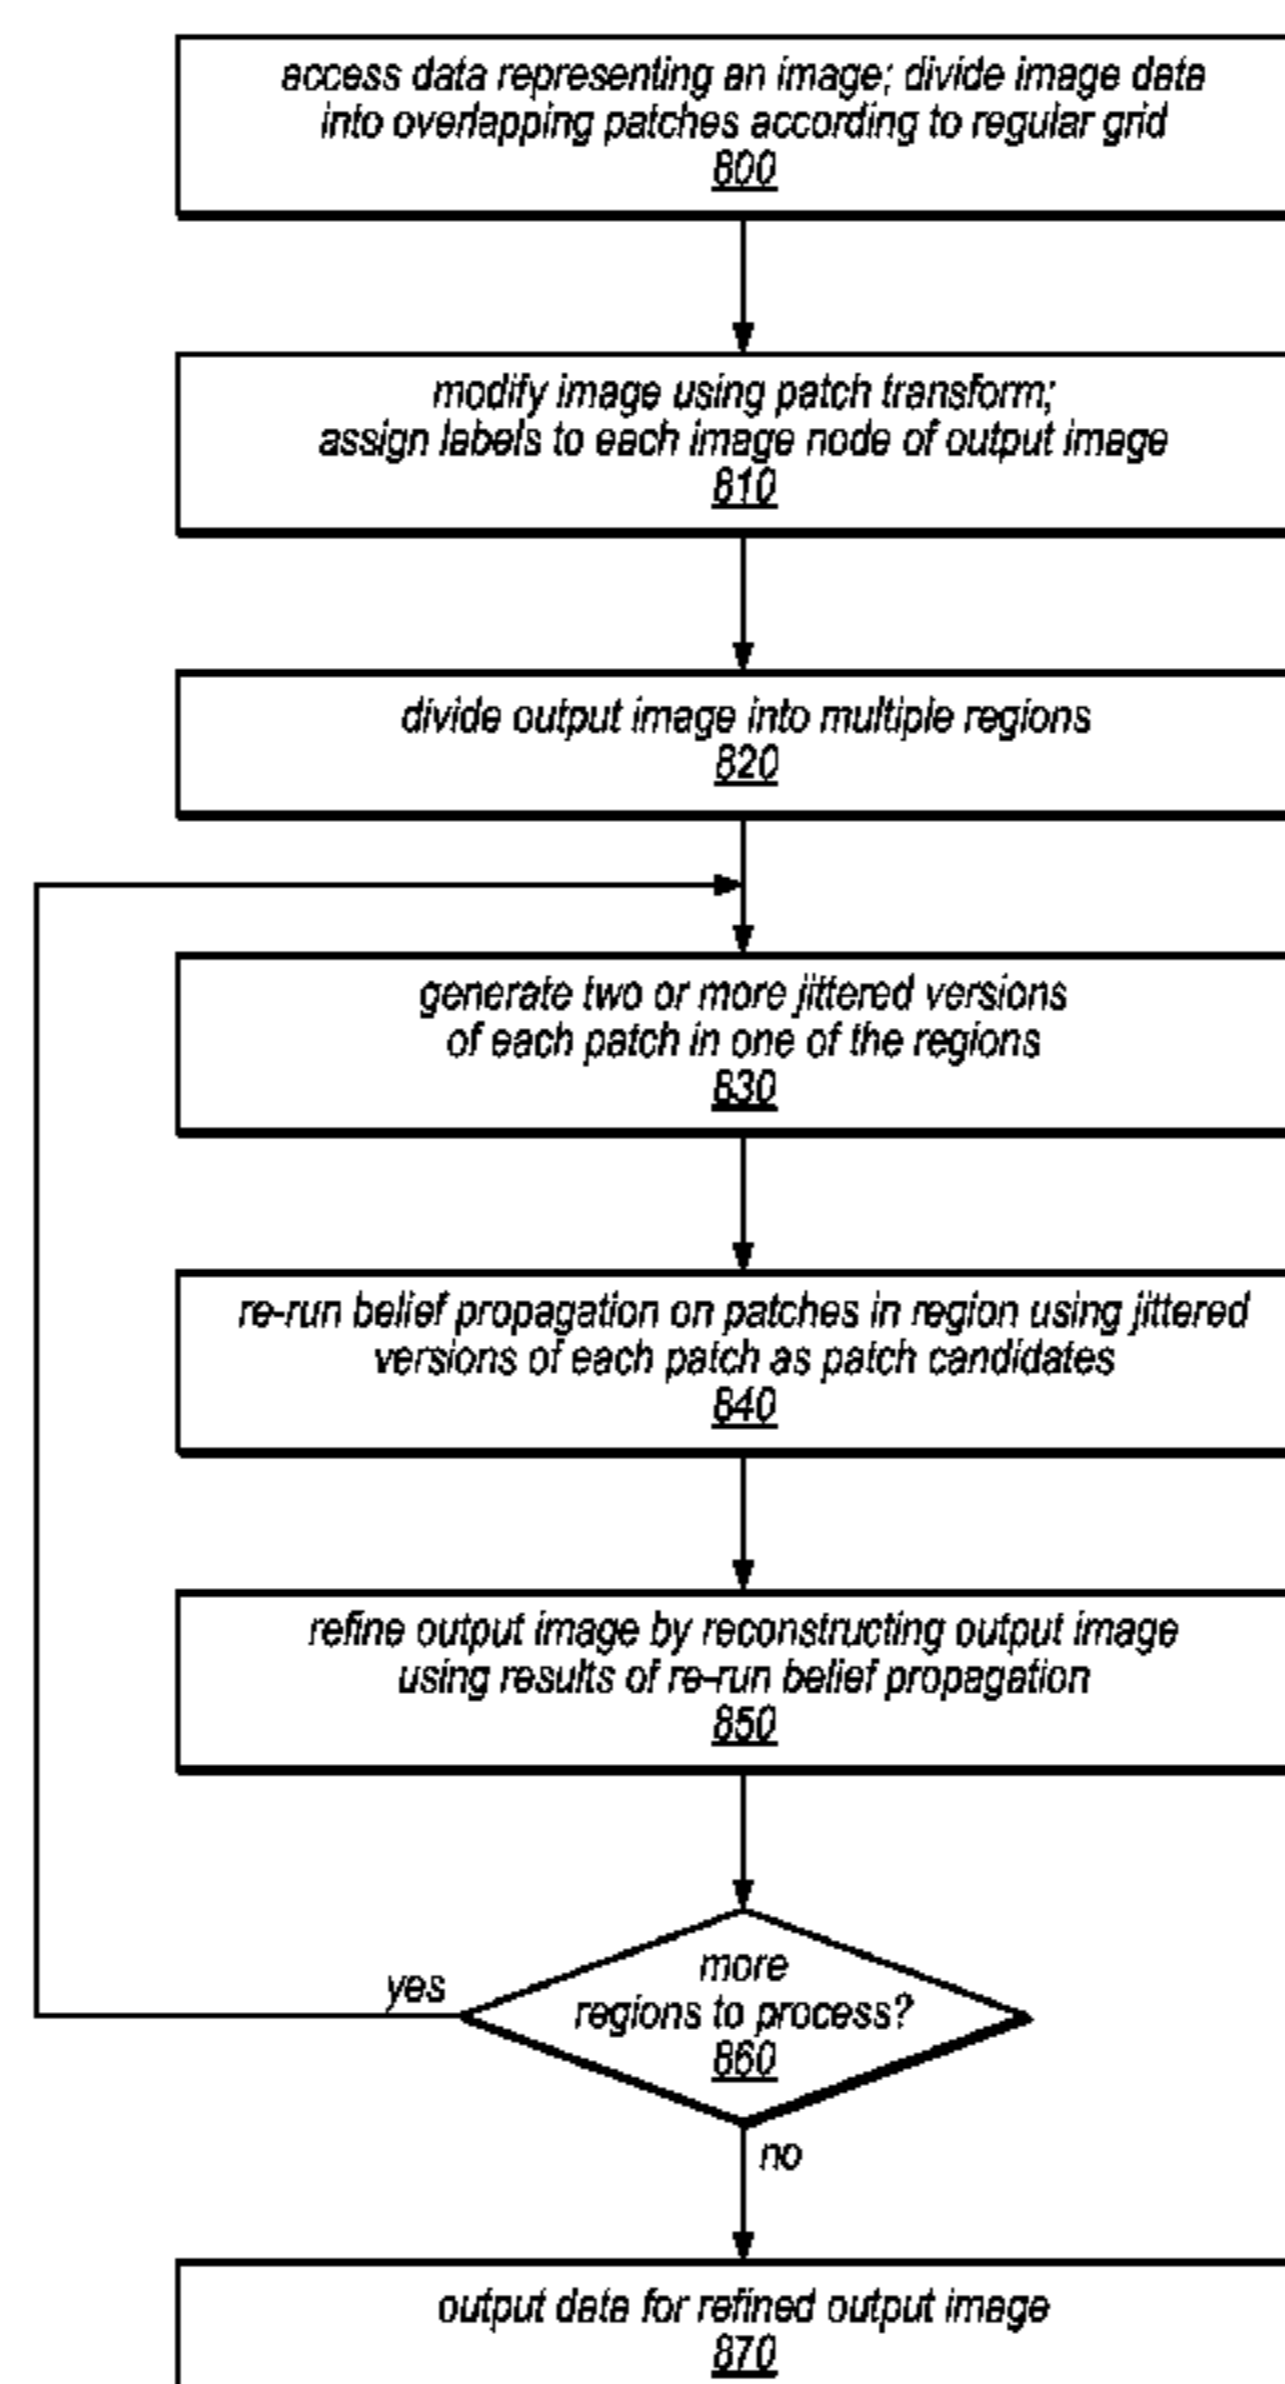 access data representing an image; divide image data
into overlapping patches according to regular grid
800
modify image using patch transform;
assign labels to each image node of output image
810
divide output image into multiple regions
820
generate two or more jittered versions
of each patch in one of the regions
830
re-run belief propagation on patches in region using jittered
versions of each patch as patch candidates
840
refine output image by reconstructing output image
using results of re-run belief propagation
850
yes
more
regions to process?
860
no
output data for refined output image
870